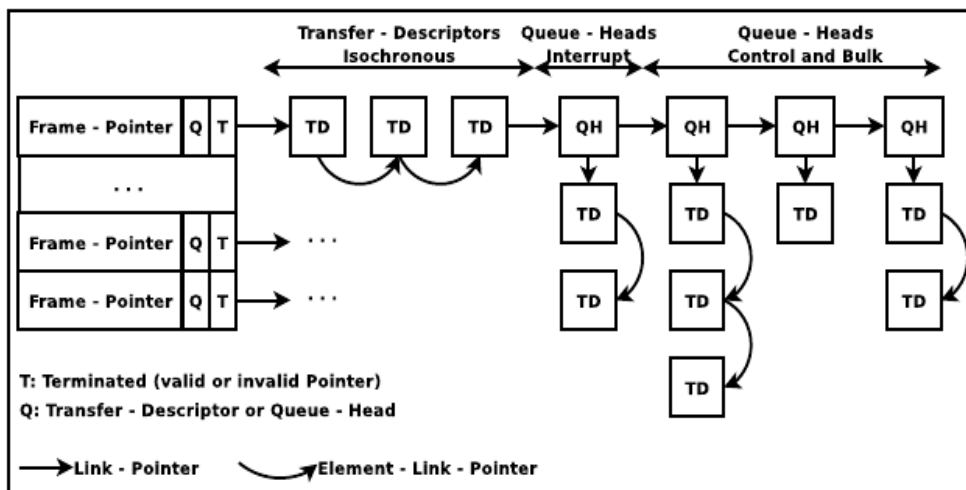 Transfer - Descriptors
Isochronous
Queue - Heads
Interrupt
Queue - Heads
Control and Bulk
Frame - Pointer Q T TD TD TD QH QH QH QH
...
TD TD TD TD
Frame - Pointer Q T ...
Frame - Pointer Q T ... TD TD TD
TD
T: Terminated (valid or invalid Pointer)
Q: Transfer - Descriptor or Queue - Head
Link - Pointer Element - Link - Pointer